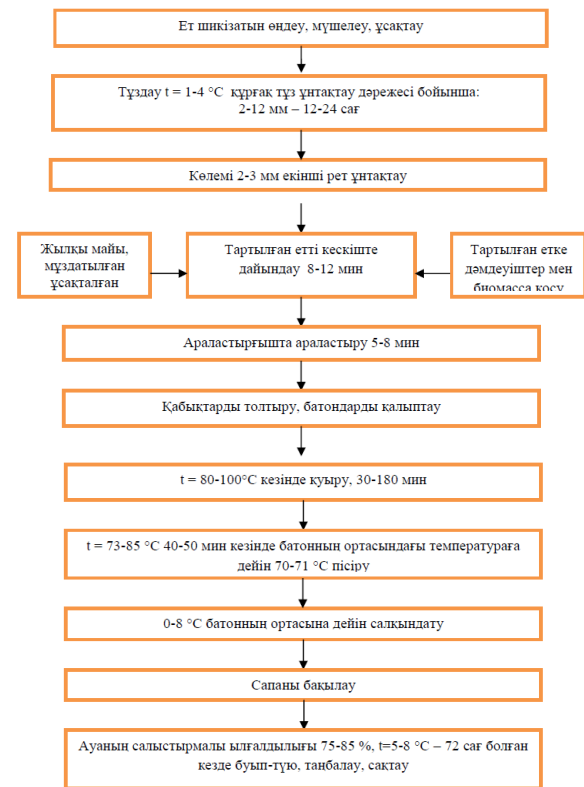 Ет шикізатын өңдеу, мүшелеу, ұсақтау
Тұздау t = 1-4 °C құрғақ тұз ұнтақтау дәрежесі бойынша:
2-12 мм – 12-24 сағ
Көлемі 2-3 мм екінші рет ұнтақтау
Жылқы майы,
мұздатылған
ұсақталған
Тартылған етті кескіште
дайындау 8-12 мин
Тартылған етке
дәмдеуіштер мен
биомасса қосу
Араластырғышта араластыру 5-8 мин
Қабықтарды толтыру, батондарды қалыптау
t = 80-100°C кезінде қуыру, 30-180 мин
t = 73-85 °C 40-50 мин кезінде батонның ортасындағы температураға
дейін 70-71 °C пісіру
0-8 °C батонның ортасына дейін салқындату
Сапаны бақылау
Ауаның салыстырмалы ылғалдылығы 75-85 %, t=5-8 °C – 72 сағ болған
кезде буып-түю, таңбалау, сақтау